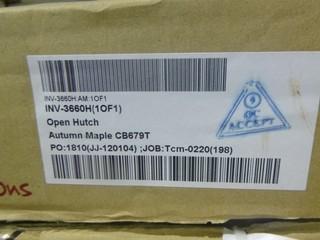 INV-3660H:AM:1OF1
INV-3660H(1OF1)
Open Hutch
Autumn Maple CB679T
PO:1810(JJ-120104) ;JOB:Tcm-0220(198)
QC
ACCEPT
ons